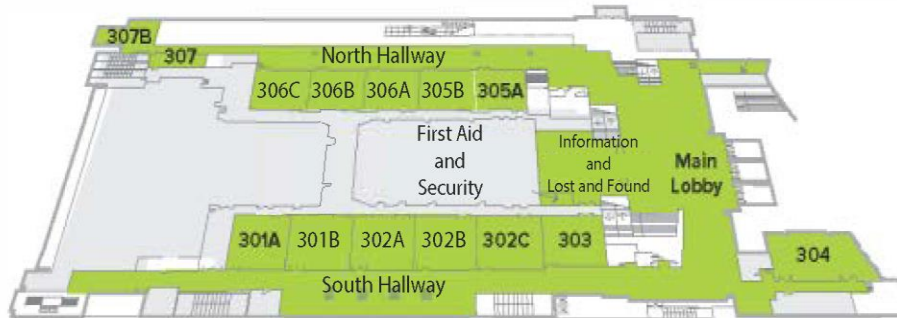 307B
307
North Hallway
306C 306B 306A 305B 305A
First Aid
and
Security
Information
and
Lost and Found
Main
Lobby
301A 301B 302A 302B 302C 303
304
South Hallway